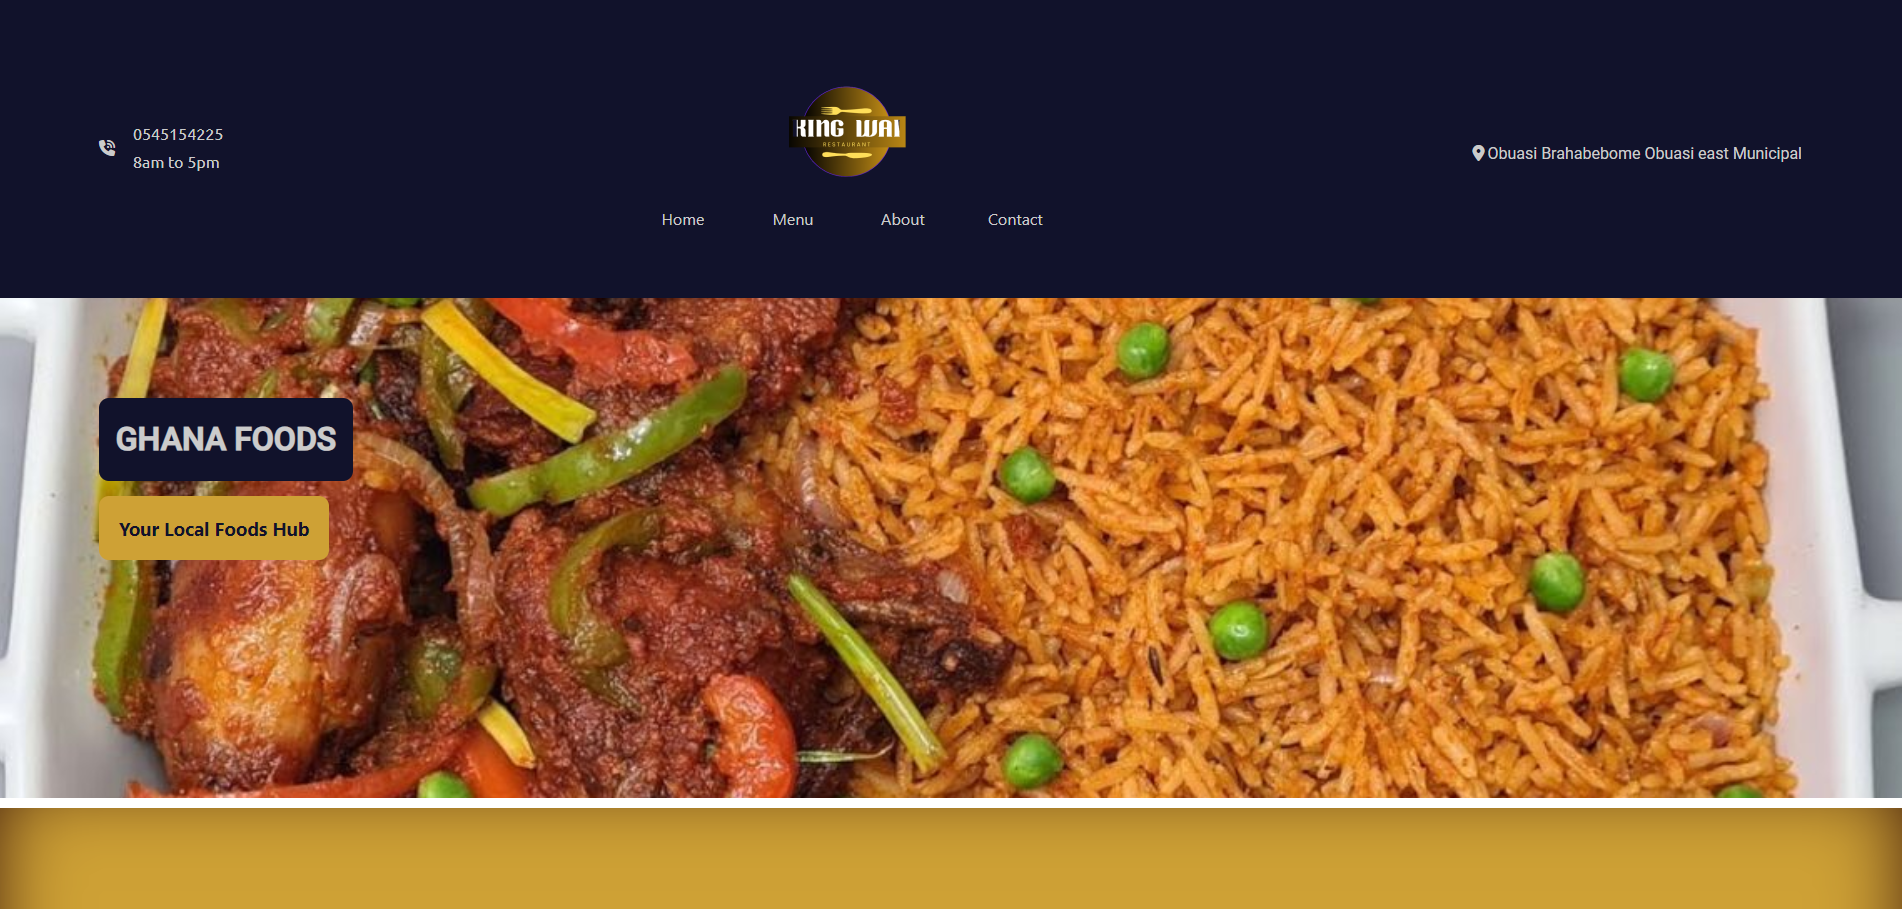 0545154225
8am to 5pm
KING WAI
RESTAURANT
Obuasi Brahabebome Obuasi east Municipal
Home
Menu
About
Contact
GHANA FOODS
Your Local Foods Hub